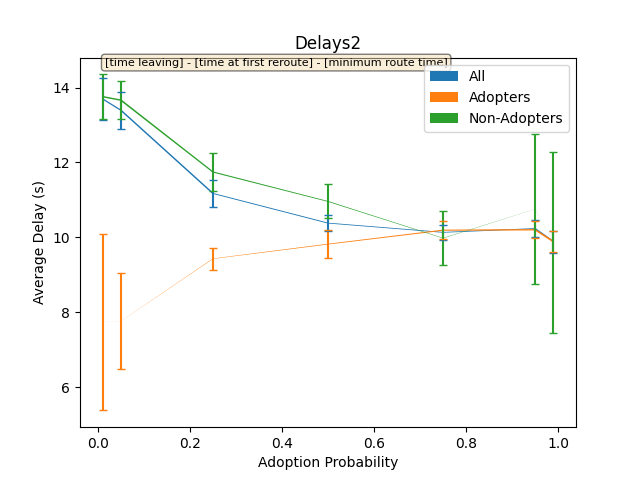 Delays2
[time leaving] - [time at first reroute] - [minimum route time]
All
Adopters
Non-Adopters
14
12
10
8
6
Average Delay (s)
0.0 0.2 0.4 0.6 0.8 1.0
Adoption Probability